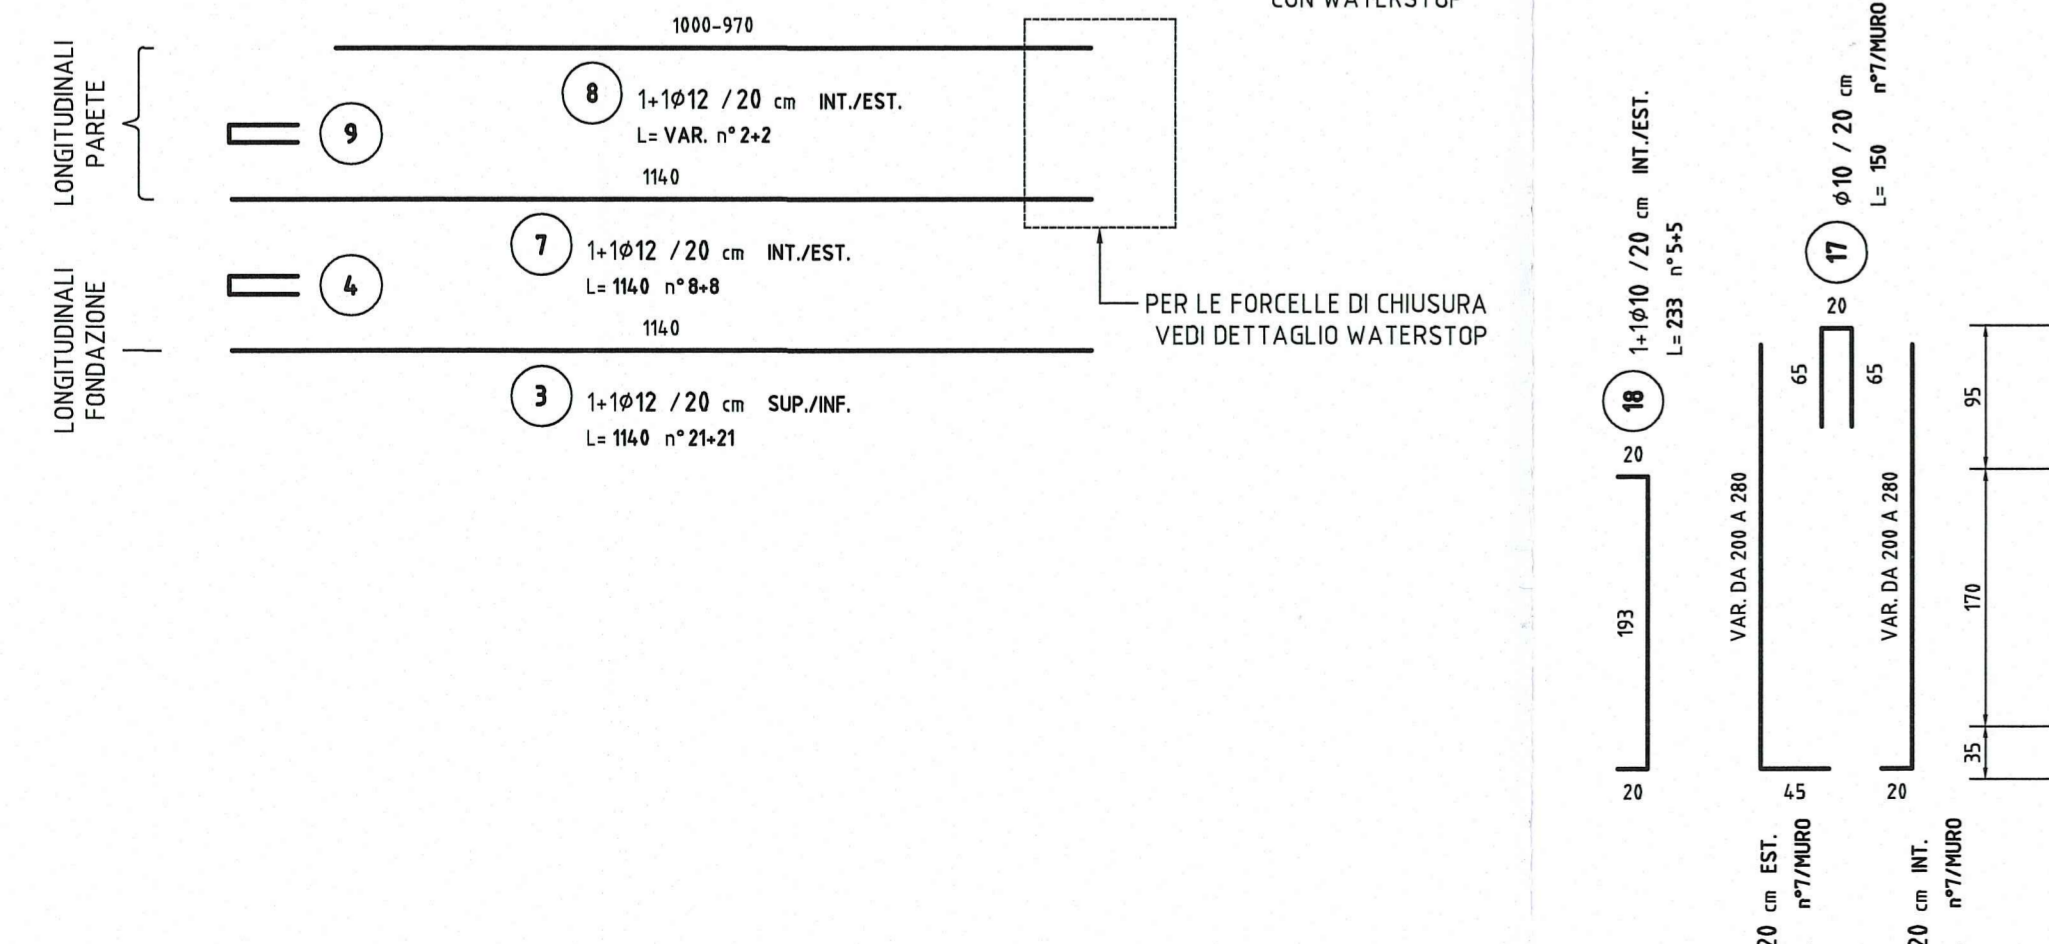 CON WATERSTOP
1000-970
LONGITUDINALI
PARETE
8
1+1Ø12 / 20 cm INT./EST.
L= VAR. n° 2+2
9
1140
7
1+1Ø12 / 20 cm INT./EST.
L= 1140 n° 8+8
LONGITUDINALI
FONDAZIONE
4
1140
3
1+1Ø12 / 20 cm SUP./INF.
L= 1140 n° 21+21
PER LE FORCELLE DI CHIUSURA
VEDI DETTAGLIO WATERSTOP
18
1+1Ø10 / 20 cm INT./EST.
L= 233 n° 5+5
20
193
20
17
Ø10 / 20 cm
L= 150 n°7/MURO
20
65
65
VAR. DA 200 A 280
VAR. DA 200 A 280
45
20
95
170
35
20 cm EST.
n°7/MURO
20 cm INT.
n°7/MURO